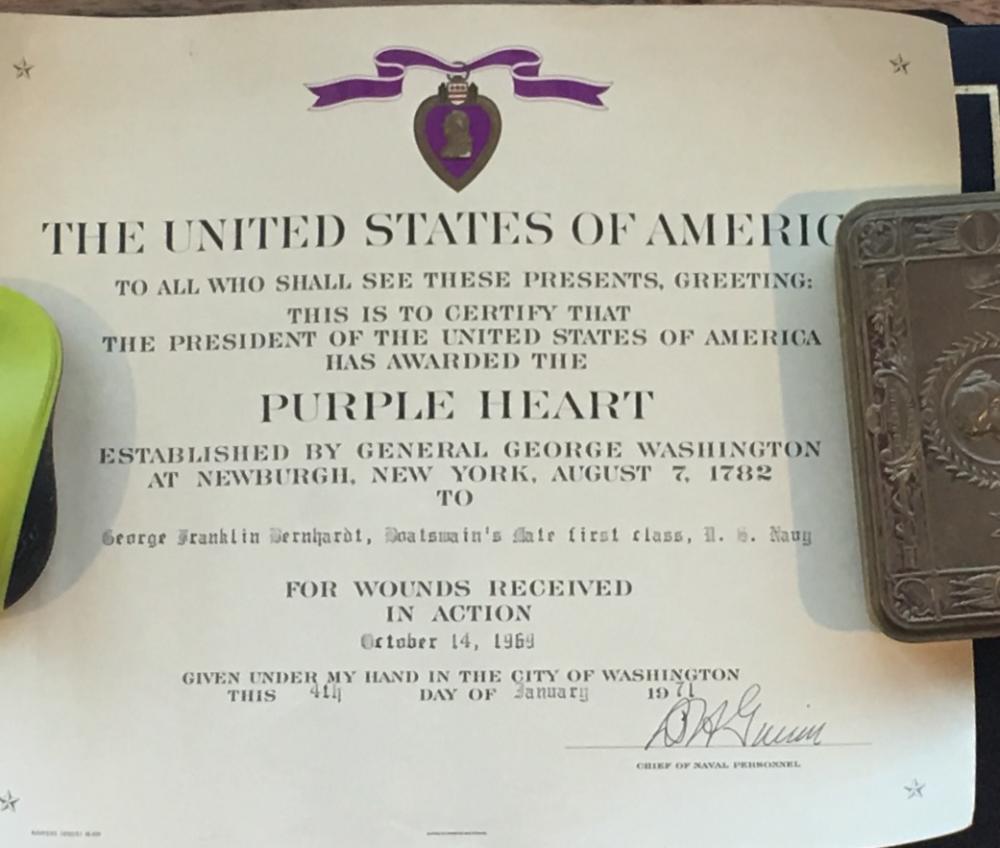 THE UNITED STATES OF AMERIC
TO ALL WHO SHALL SEE THESE PRESENTS, GREETING:
THIS IS TO CERTIFY THAT
THE PRESIDENT OF THE UNITED STATES OF AMERICA
HAS AWARDED THE
PURPLE HEART
ESTABLISHED BY GENERAL GEORGE WASHINGTON
AT NEWBURGH, NEW YORK, AUGUST 7, 1782
TO
George Franklin Bernhardt, Boatswain's Mate first class, U. S. Navy
FOR WOUNDS RECEIVED
IN ACTION
October 14, 1969
GIVEN UNDER MY HAND IN THE CITY OF WASHINGTON
THIS 4th DAY OF January 1971
CHIEF OF NAVAL PERSONNEL